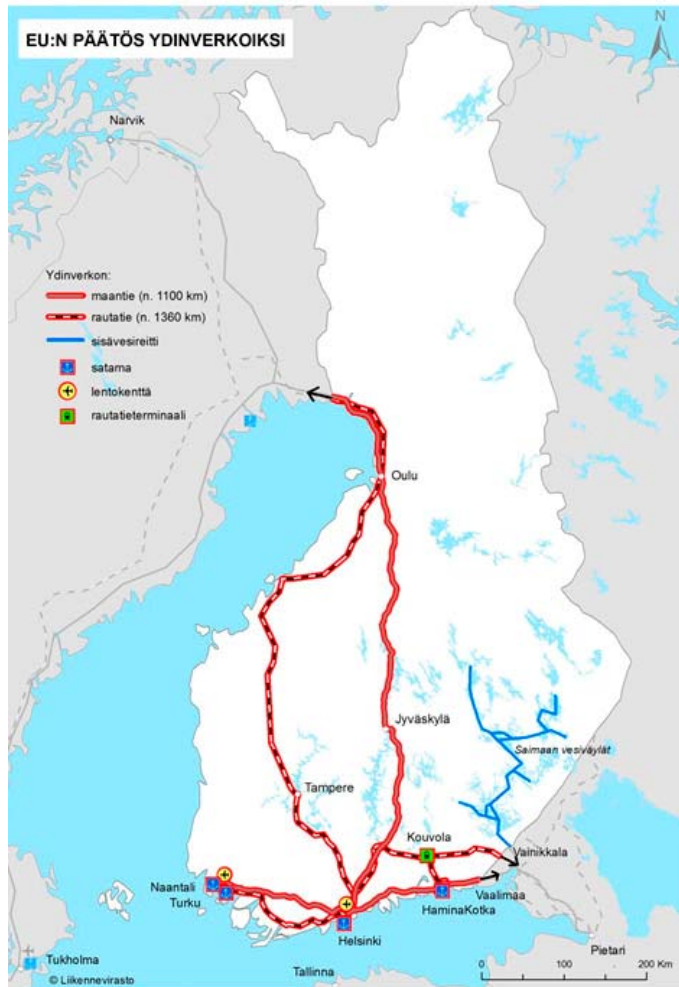 EU:N PÄÄTÖS YDINVERKOIKSI
N
Narvik
Ydinverkon:
maantie (n. 1100 km)
rautatie (n. 1360 km)
sisävesireitti
satama
lentokenttä
rautatieterminaali
Oulu
Jyväskylä
Saimaan vesiväylät
Tampere
Kouvola
Vainikkala
Naantali
Turku
Vaalimaa
HaminaKotka
Helsinki
Pietari
Tukholma
Tallinna
0 100 200 Km
© Liikennevirasto